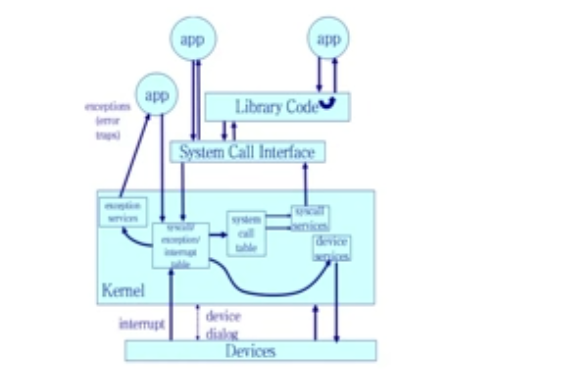 app
app
app
exceptions
(error
traps)
Library Code
System Call Interface
exception
services
syscall/
exception/
interrupt
table
system
call
table
syscall
services
device
services
Kernel
interrupt
device
dialog
Devices